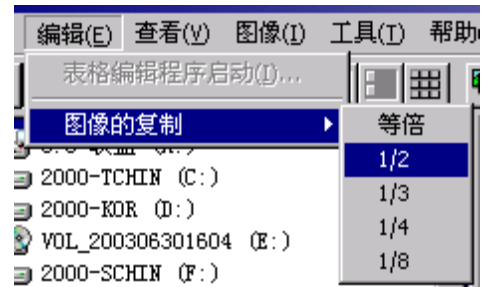 编辑(E) 查看(V) 图像(I) 工具(T) 帮助
表格编辑程序启动(I)...
图像的复制
等倍
1/2
1/3
1/4
1/8
2000-TCHIN (C:)
2000-KOR (D:)
VOL_200306301604 (E:)
2000-SCHIN (F:)